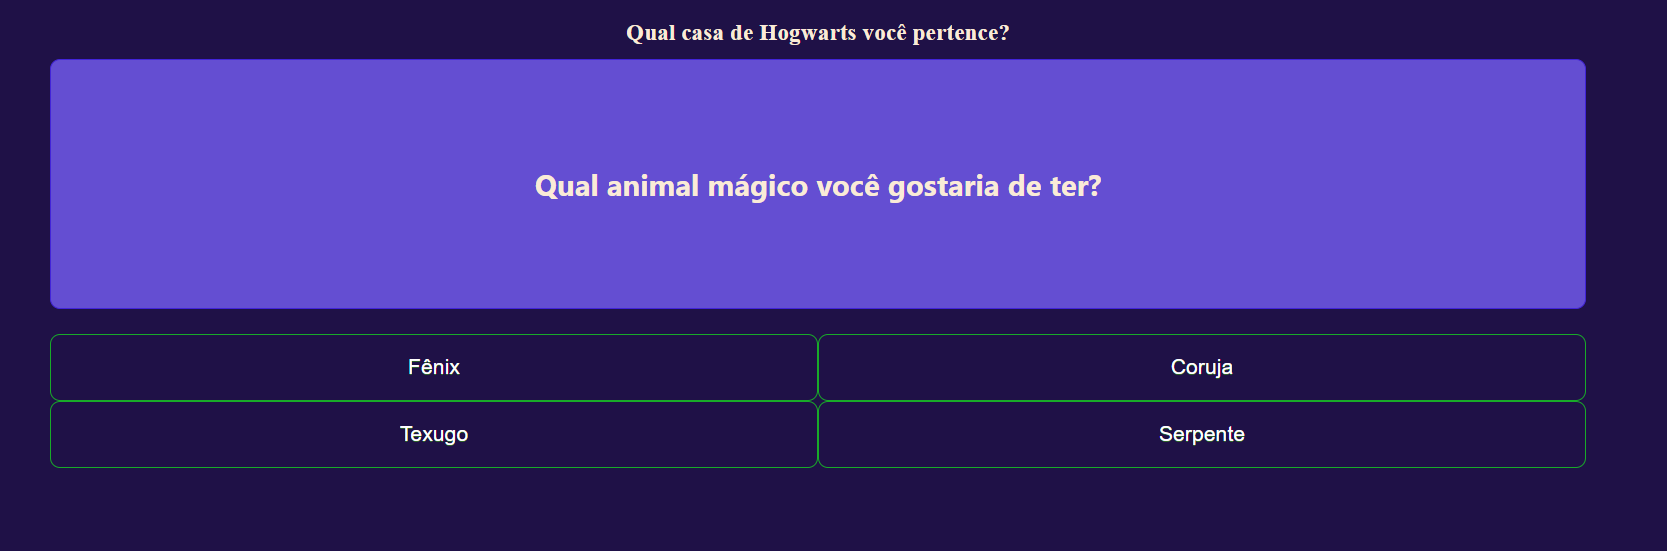 Qual casa de Hogwarts você pertence?
Qual animal mágico você gostaria de ter?
Fênix
Coruja
Texugo
Serpente